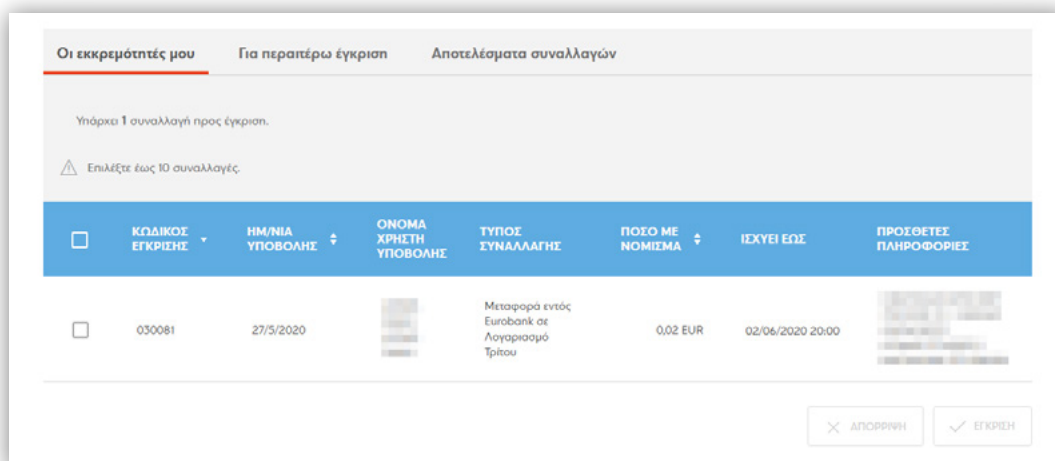 Οι εκκρεμότητές μου Για περαιτέρω έγκριση Αποτελέσματα συναλλαγών
Υπάρχει 1 συναλλαγή προς έγκριση.
Επιλέξτε έως 10 συναλλαγές.
ΚΩΔΙΚΟΣ ΕΓΚΡΙΣΗΣ
ΗΜ/ΝΙΑ ΥΠΟΒΟΛΗΣ
ΟΝΟΜΑ ΧΡΗΣΤΗ ΥΠΟΒΟΛΗΣ
ΤΥΠΟΣ ΣΥΝΑΛΛΑΓΗΣ
ΠΟΣΟ ΜΕ ΝΟΜΙΣΜΑ
ΙΣΧΥΕΙ ΕΩΣ
ΠΡΟΣΘΕΤΕΣ ΠΛΗΡΟΦΟΡΙΕΣ
030081
27/5/2020
Μεταφορά εντός
Eurobank σε
Λογαριασμό
Τρίτου
0,02 EUR
02/06/2020 20:00
ΑΠΟΡΡΙΨΗ ΕΓΚΡΙΣΗ